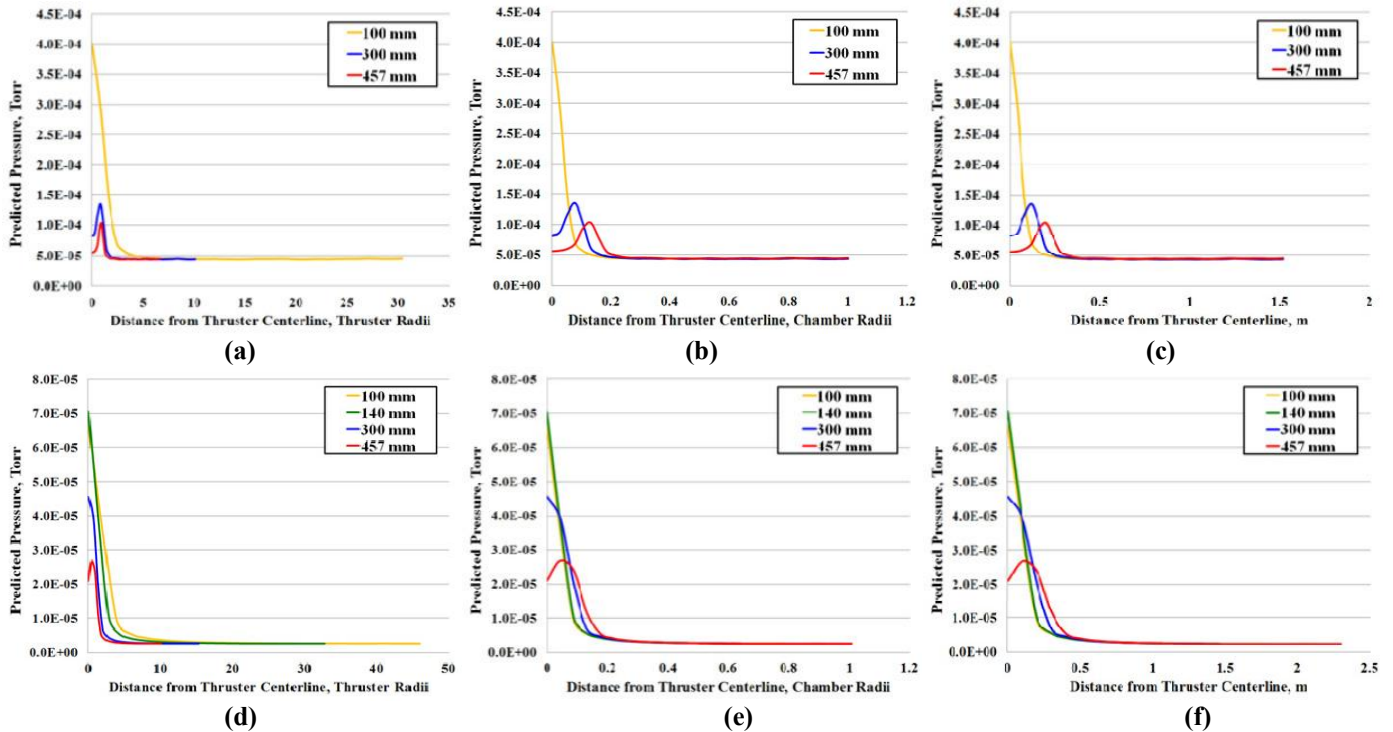 4.5E-04
4.0E-04
3.5E-04
3.0E-04
2.5E-04
2.0E-04
1.5E-04
1.0E-04
5.0E-05
0.0E+00
Predicted Pressure, Torr
100 mm
300 mm
457 mm
0 5 10 15 20 25 30 35
Distance from Thruster Centerline, Thruster Radii
(a)
4.5E-04
4.0E-04
3.5E-04
3.0E-04
2.5E-04
2.0E-04
1.5E-04
1.0E-04
5.0E-05
0.0E+00
Predicted Pressure, Torr
100 mm
300 mm
457 mm
0 0.2 0.4 0.6 0.8 1 1.2
Distance from Thruster Centerline, Chamber Radii
(b)
4.5E-04
4.0E-04
3.5E-04
3.0E-04
2.5E-04
2.0E-04
1.5E-04
1.0E-04
5.0E-05
0.0E+00
Predicted Pressure, Torr
100 mm
300 mm
457 mm
0 0.5 1 1.5 2
Distance from Thruster Centerline, m
(c)
8.0E-05
7.0E-05
6.0E-05
5.0E-05
4.0E-05
3.0E-05
2.0E-05
1.0E-05
0.0E+00
Predicted Pressure, Torr
100 mm
140 mm
300 mm
457 mm
0 10 20 30 40 50
Distance from Thruster Centerline, Thruster Radii
(d)
8.0E-05
7.0E-05
6.0E-05
5.0E-05
4.0E-05
3.0E-05
2.0E-05
1.0E-05
0.0E+00
Predicted Pressure, Torr
100 mm
140 mm
300 mm
457 mm
0 0.2 0.4 0.6 0.8 1 1.2
Distance from Thruster Centerline, Chamber Radii
(e)
8.0E-05
7.0E-05
6.0E-05
5.0E-05
4.0E-05
3.0E-05
2.0E-05
1.0E-05
0.0E+00
Predicted Pressure, Torr
100 mm
140 mm
300 mm
457 mm
0 0.5 1 1.5 2 2.5
Distance from Thruster Centerline, m
(f)